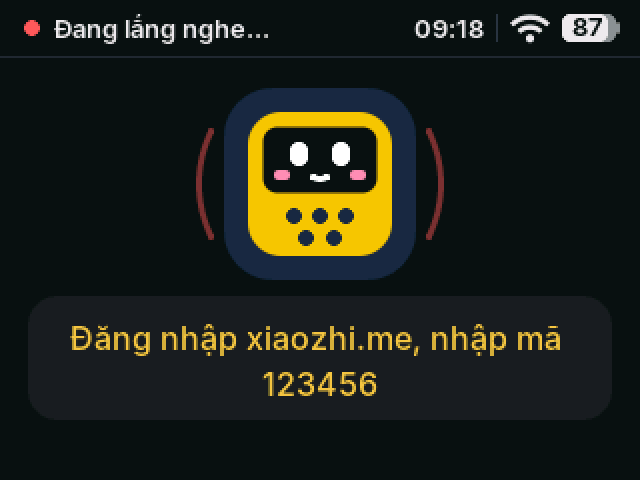 Đang lắng nghe...
09:18
87
Đăng nhập xiaozhi.me, nhập mã
123456